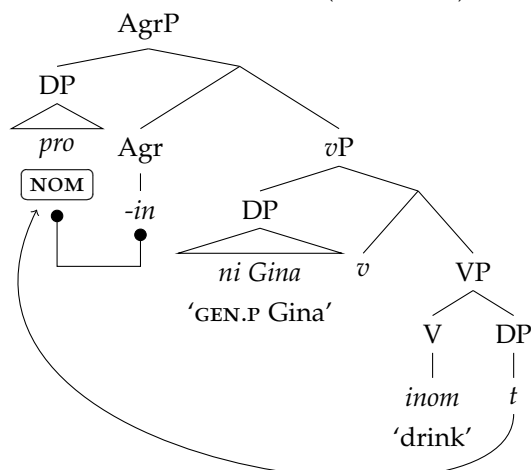 AgrP
DP
pro
NOM
Agr
-in
vP
DP
ni Gina
'GEN.P Gina'
v
VP
V
inom
'drink'
DP
t